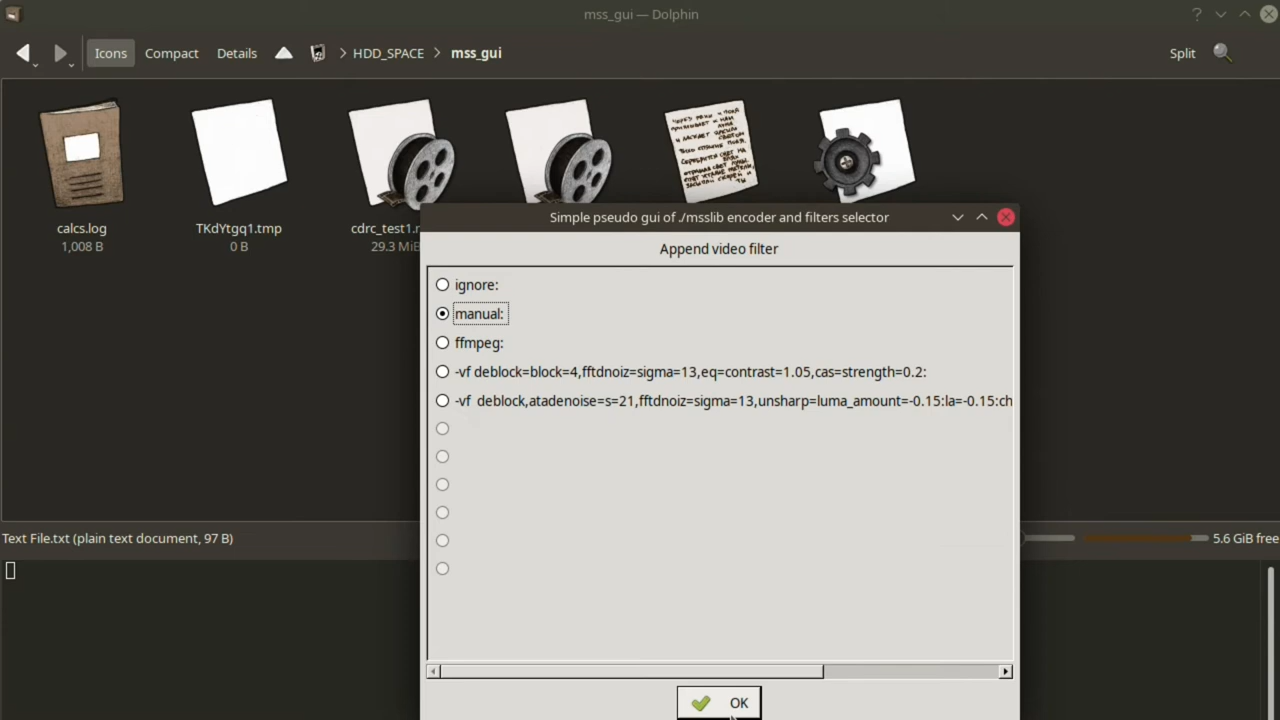 mss_gui — Dolphin
?
Icons
Compact
Details
HDD_SPACE
mss_gui
Split
calcs.log
1,008 B
TKdYtgq1.tmp
0 B
cdrc_test1.
29.3 MiB
Simple pseudo gui of ./msslib encoder and filters selector
Append video filter
ignore:
manual:
ffmpeg:
-vf deblock=block=4,fftdnoiz=sigma=13,eq=contrast=1.05,cas=strength=0.2:
-vf  deblock,atadenoise=s=21,fftdnoiz=sigma=13,unsharp=luma_amount=-0.15:la=-0.15:ch
Text File.txt (plain text document, 97 B)
5.6 GiB free
OK